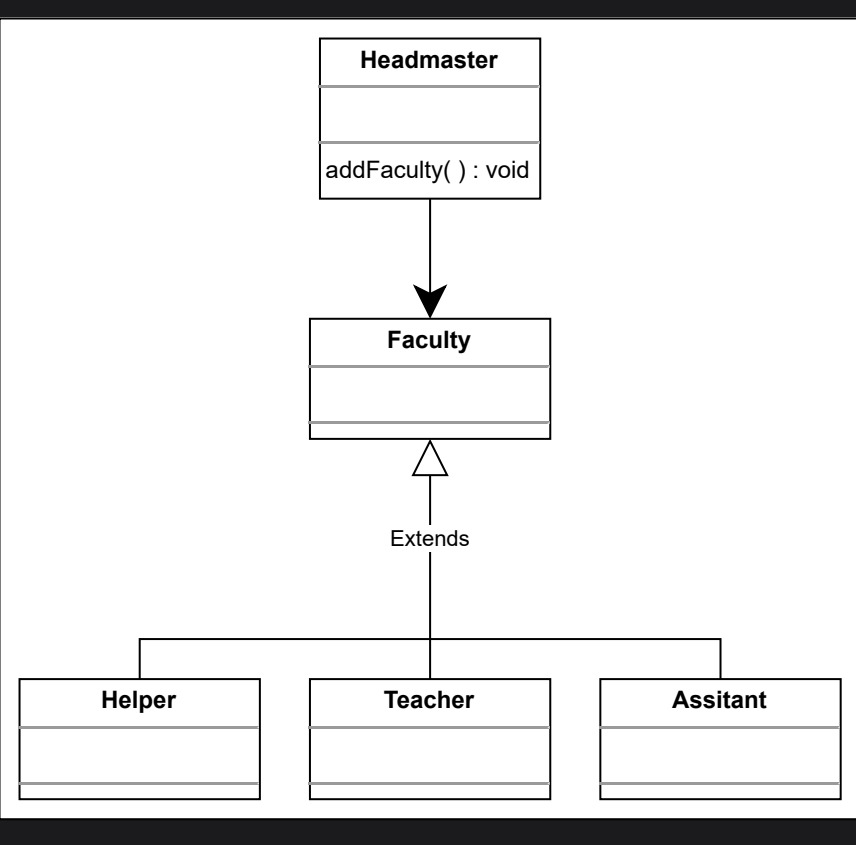 Headmaster
addFaculty( ) : void
Faculty
Extends
Helper
Teacher
Assitant